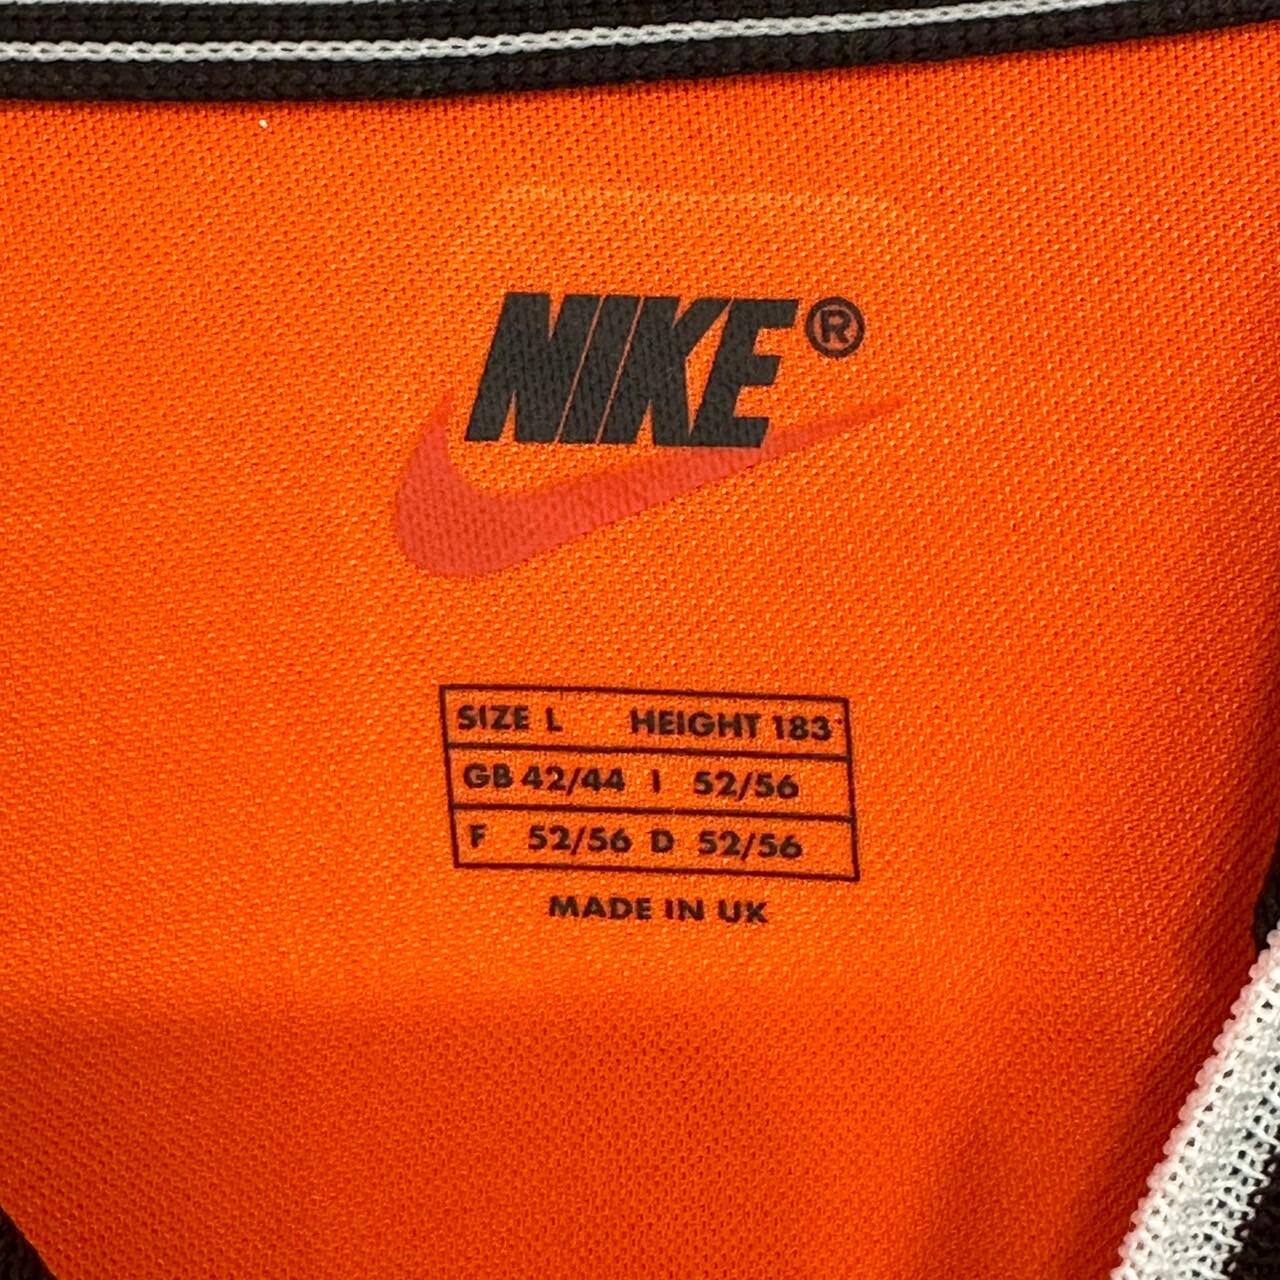 NIKE®
SIZE L HEIGHT 183
GB 42/44 I 52/56
F 52/56 D 52/56
MADE IN UK